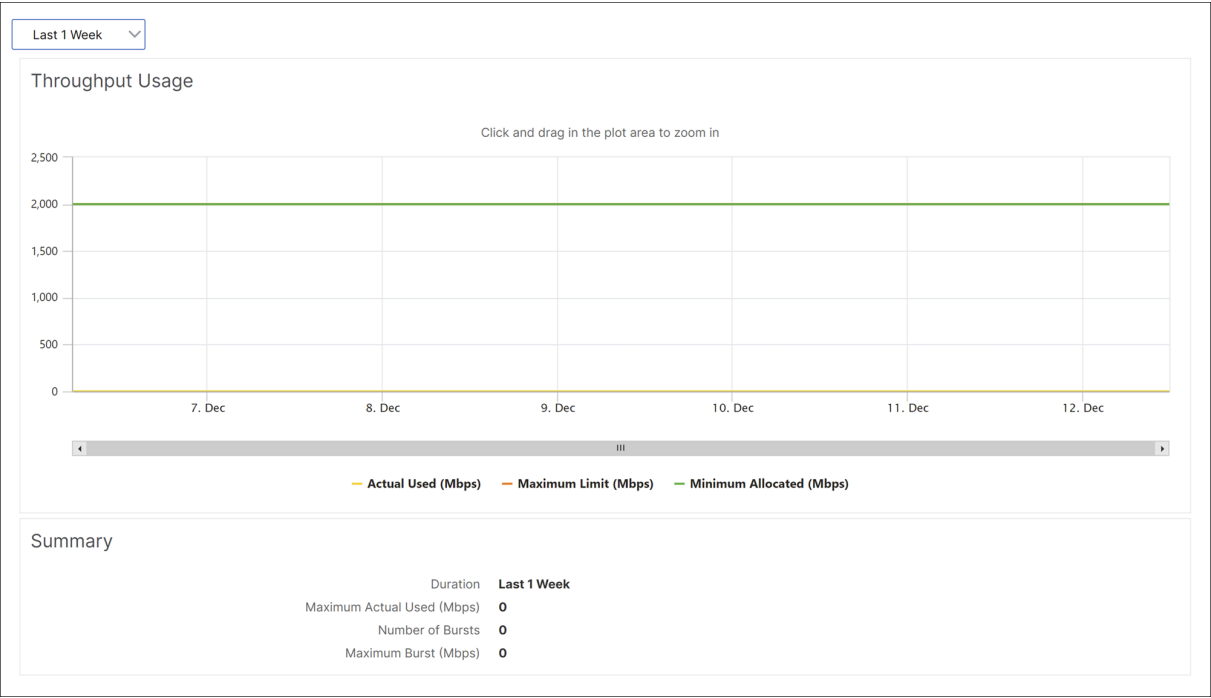 Last 1 Week
Throughput Usage
Click and drag in the plot area to zoom in
2,500
2,000
1,500
1,000
500
0
7. Dec 8. Dec 9. Dec 10. Dec 11. Dec 12. Dec
Actual Used (Mbps) Maximum Limit (Mbps) Minimum Allocated (Mbps)
Summary
Duration Last 1 Week
Maximum Actual Used (Mbps) 0
Number of Bursts 0
Maximum Burst (Mbps) 0